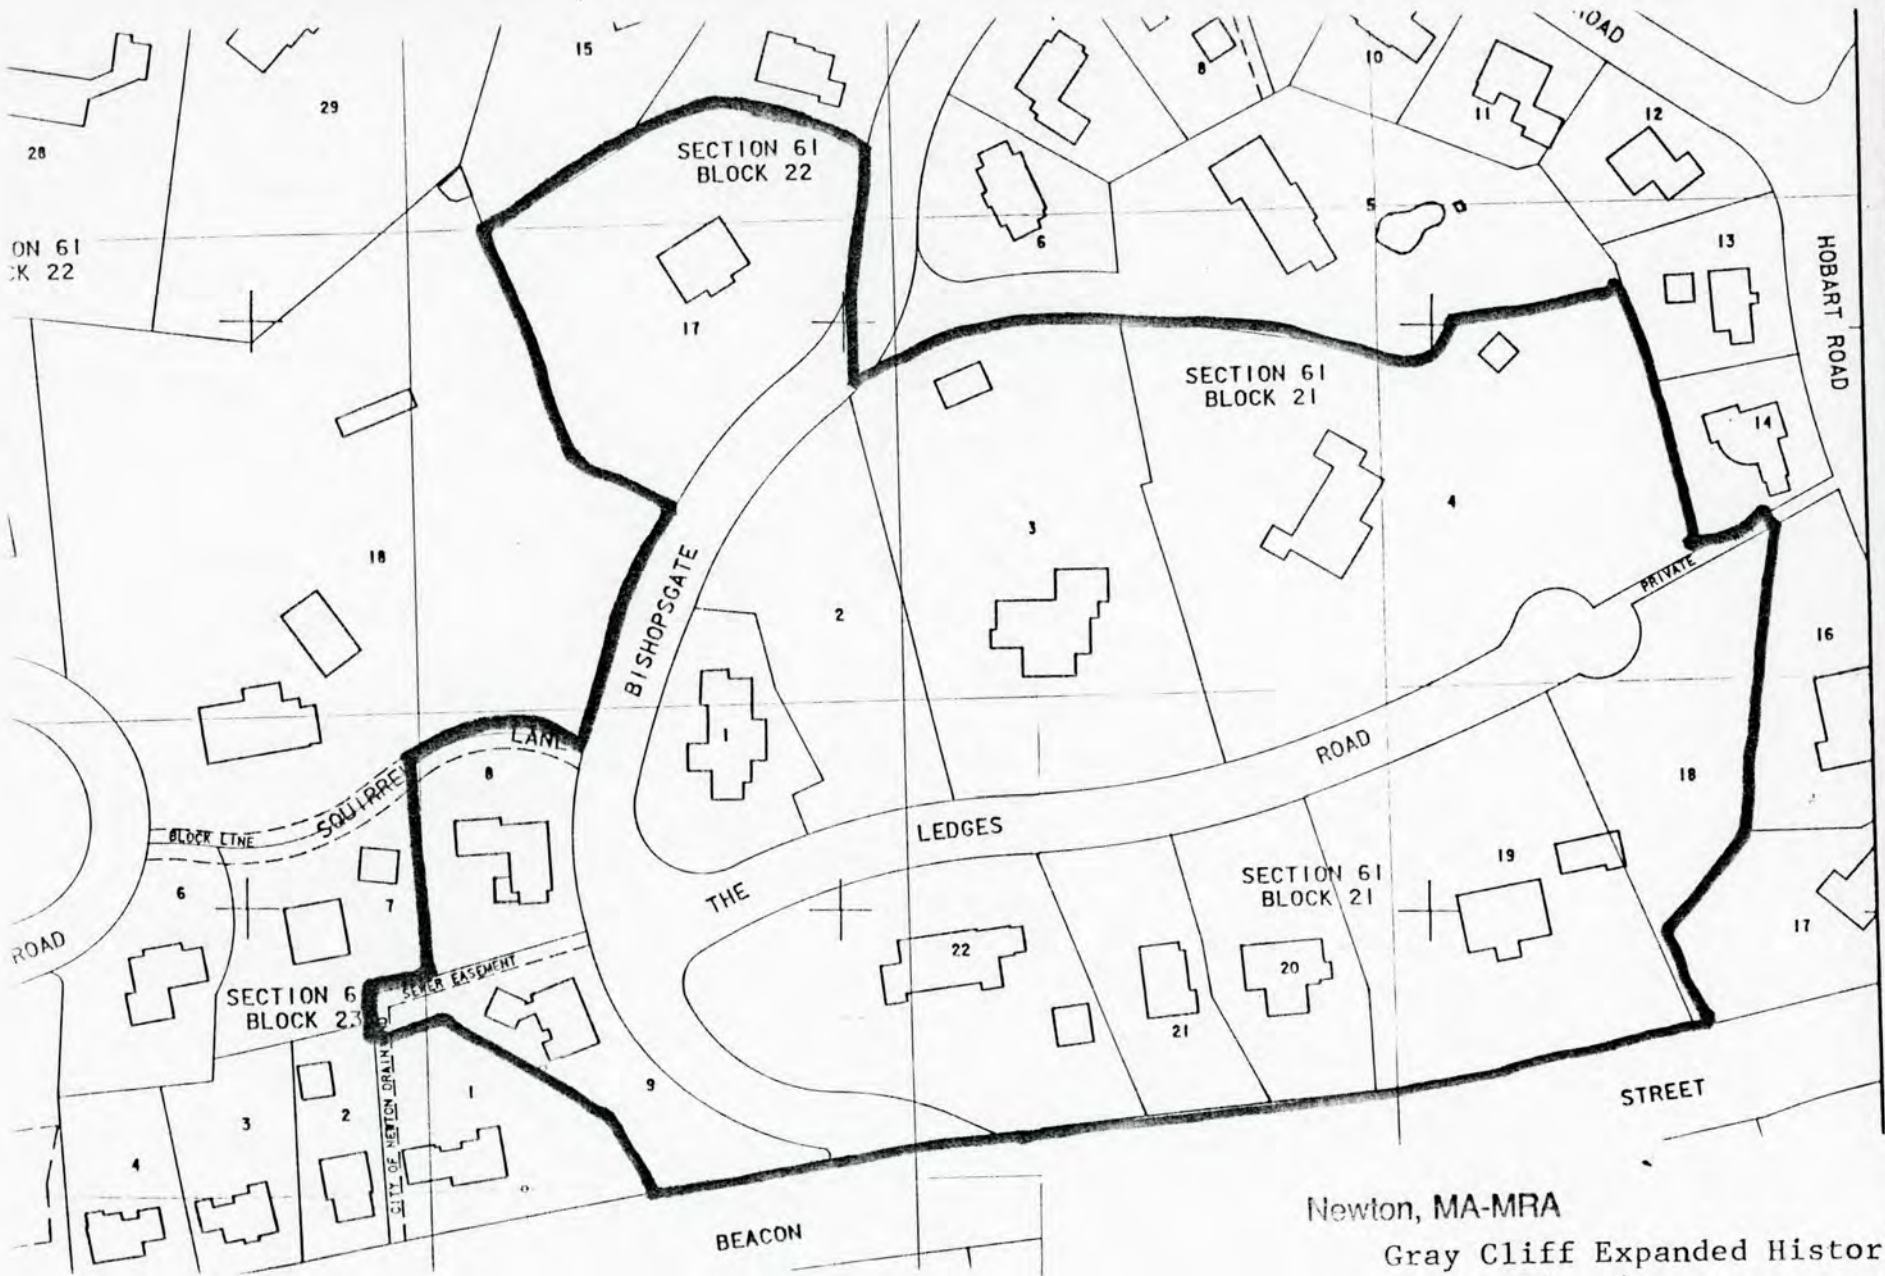 ROAD
15
29
28
8
10
11
12
SECTION 61
BLOCK 22
ON 61
CK 22
5
6
13
HOBART ROAD
17
SECTION 61
BLOCK 21
14
3
4
18
BISHOPSGATE
2
PRIVATE
16
1
LANE
SQUIRREL
8
ROAD
18
BLOCK LINE
LEDGES
THE
SECTION 61
BLOCK 21
19
6
7
ROAD
22
20
21
17
SEWER EASEMENT
SECTION 6
BLOCK 23
CITY OF NEWTON DRAIN
1
9
2
3
4
STREET
BEACON
Newton, MA-MRA
Gray Cliff Expanded Histor